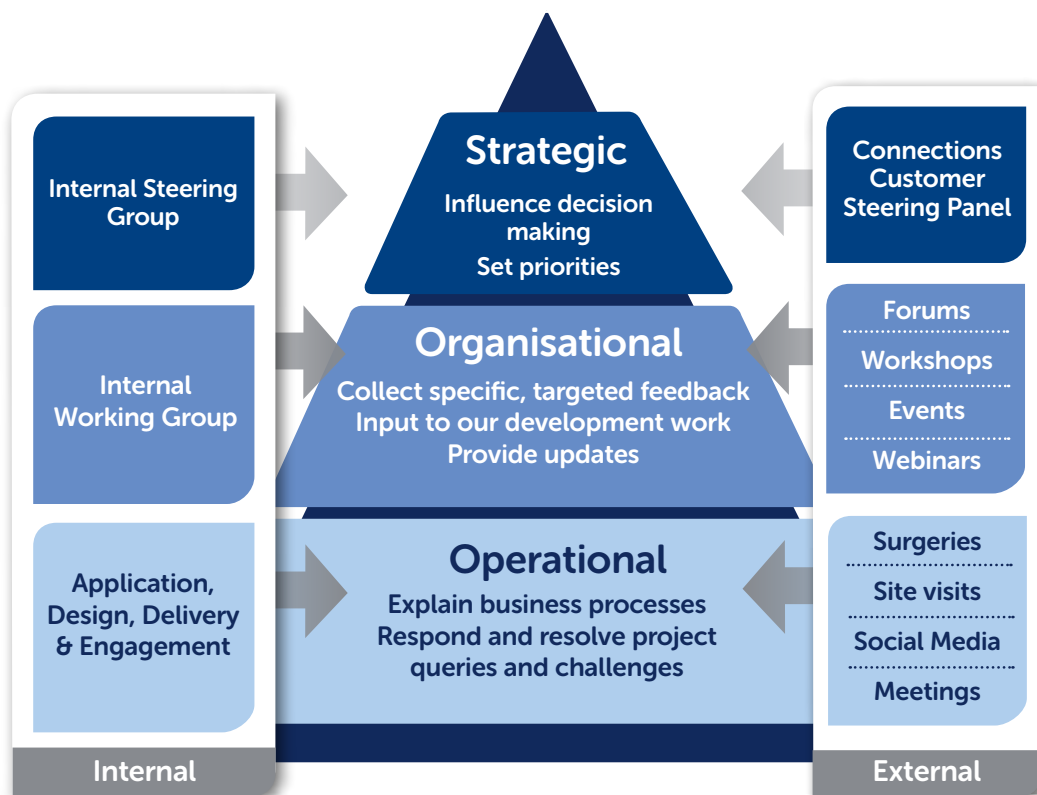 Internal Steering
Group
Internal
Working Group
Application,
Design, Delivery
& Engagement
Internal
Strategic
Influence decision
making
Set priorities
Organisational
Collect specific, targeted feedback
Input to our development work
Provide updates
Operational
Explain business processes
Respond and resolve project
queries and challenges
Connections
Customer
Steering Panel
Forums
Workshops
Events
Webinars
Surgeries
Site visits
Social Media
Meetings
External